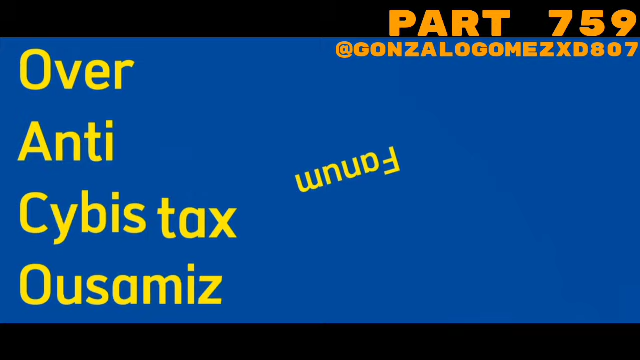 PART 759
@GONZALOGOMEZXD807
Over
Anti
Fanum
Cybis tax
Ousamiz